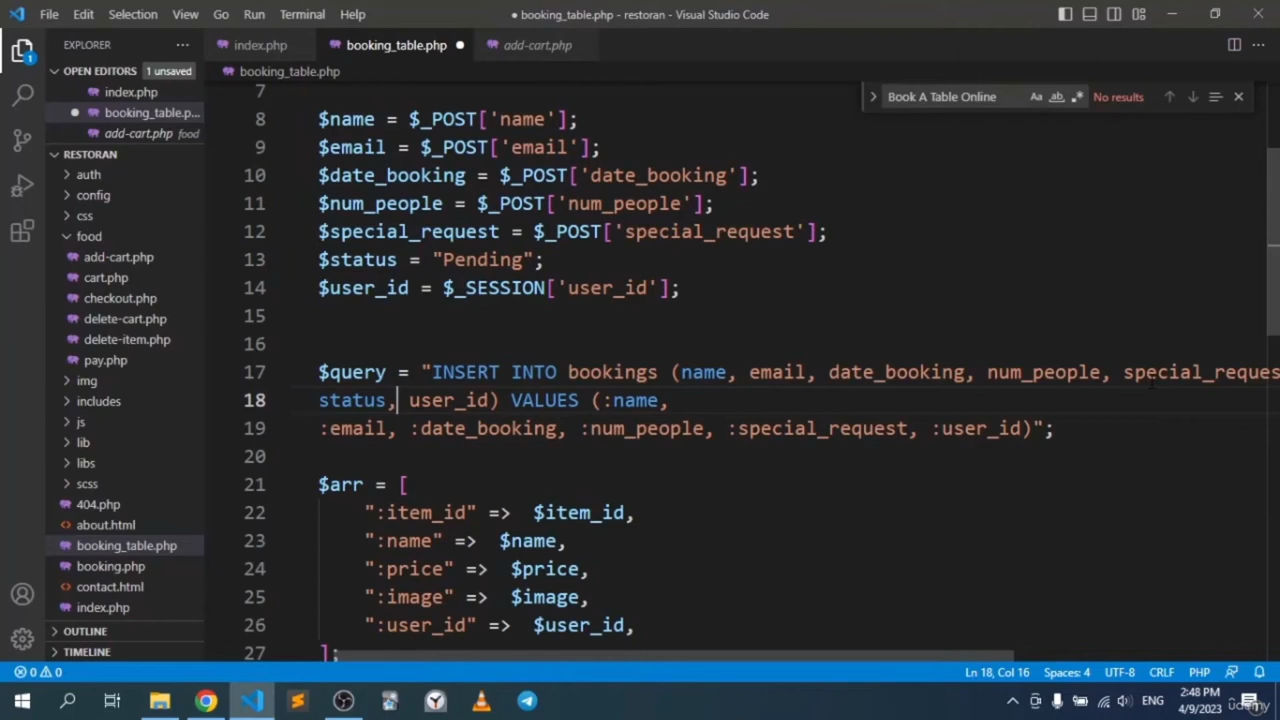 File Edit Selection View Go Run Terminal Help
booking_table.php - restoran - Visual Studio Code
EXPLORER
index.php
booking_table.php
add-cart.php
OPEN EDITORS
1 unsaved
booking_table.php
index.php
booking_table.p...
add-cart.php food
RESTORAN
auth
config
css
food
add-cart.php
cart.php
checkout.php
delete-cart.php
delete-item.php
pay.php
img
includes
js
lib
libs
scss
404.php
about.html
booking_table.php
booking.php
contact.html
index.php
OUTLINE
TIMELINE
Book A Table Online
Aa ab
No results
7
8 $name = $_POST['name'];
9 $email = $_POST['email'];
10 $date_booking = $_POST['date_booking'];
11 $num_people = $_POST['num_people'];
12 $special_request = $_POST['special_request'];
13 $status = "Pending";
14 $user_id = $_SESSION['user_id'];
15
16
17 $query = "INSERT INTO bookings (name, email, date_booking, num_people, special_reques
18 status, user_id) VALUES (:name,
19 :email, :date_booking, :num_people, :special_request, :user_id)";
20
21 $arr = [
22 ":item_id" => $item_id,
23 ":name" => $name,
24 ":price" => $price,
25 ":image" => $image,
26 ":user_id" => $user_id,
27 ];
0 0
Ln 18, Col 16
Spaces: 4
UTF-8
CRLF
PHP
ENG
2:48 PM
4/9/2023
udemy